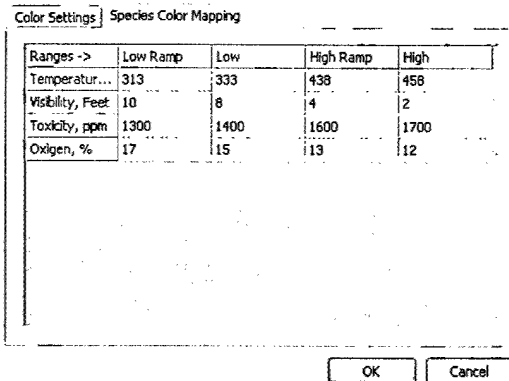 Color Settings Species Color Mapping
Ranges -> Low Ramp Low High Ramp High
Temperatur... 313 333 438 458
Visibility, Feet 10 8 4 2
Toxicity, ppm 1300 1400 1600 1700
Oxigen, % 17 15 13 12
OK Cancel